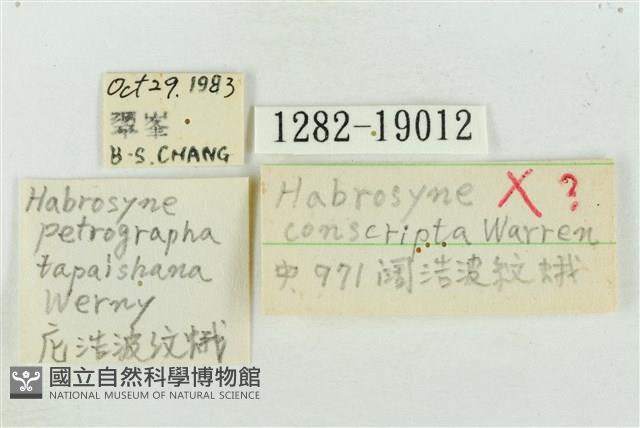 Oct 29. 1983
翠峯
B-S. CHANG
1282-19012
Habrosyne
petrographa
tapaishana
Werny
庀浩波纹蛾
Habrosyne X ?
conscripta Warren
中 971 阔浩波紋蛾
國立自然科學博物館
NATIONAL MUSEUM OF NATURAL SCIENCE